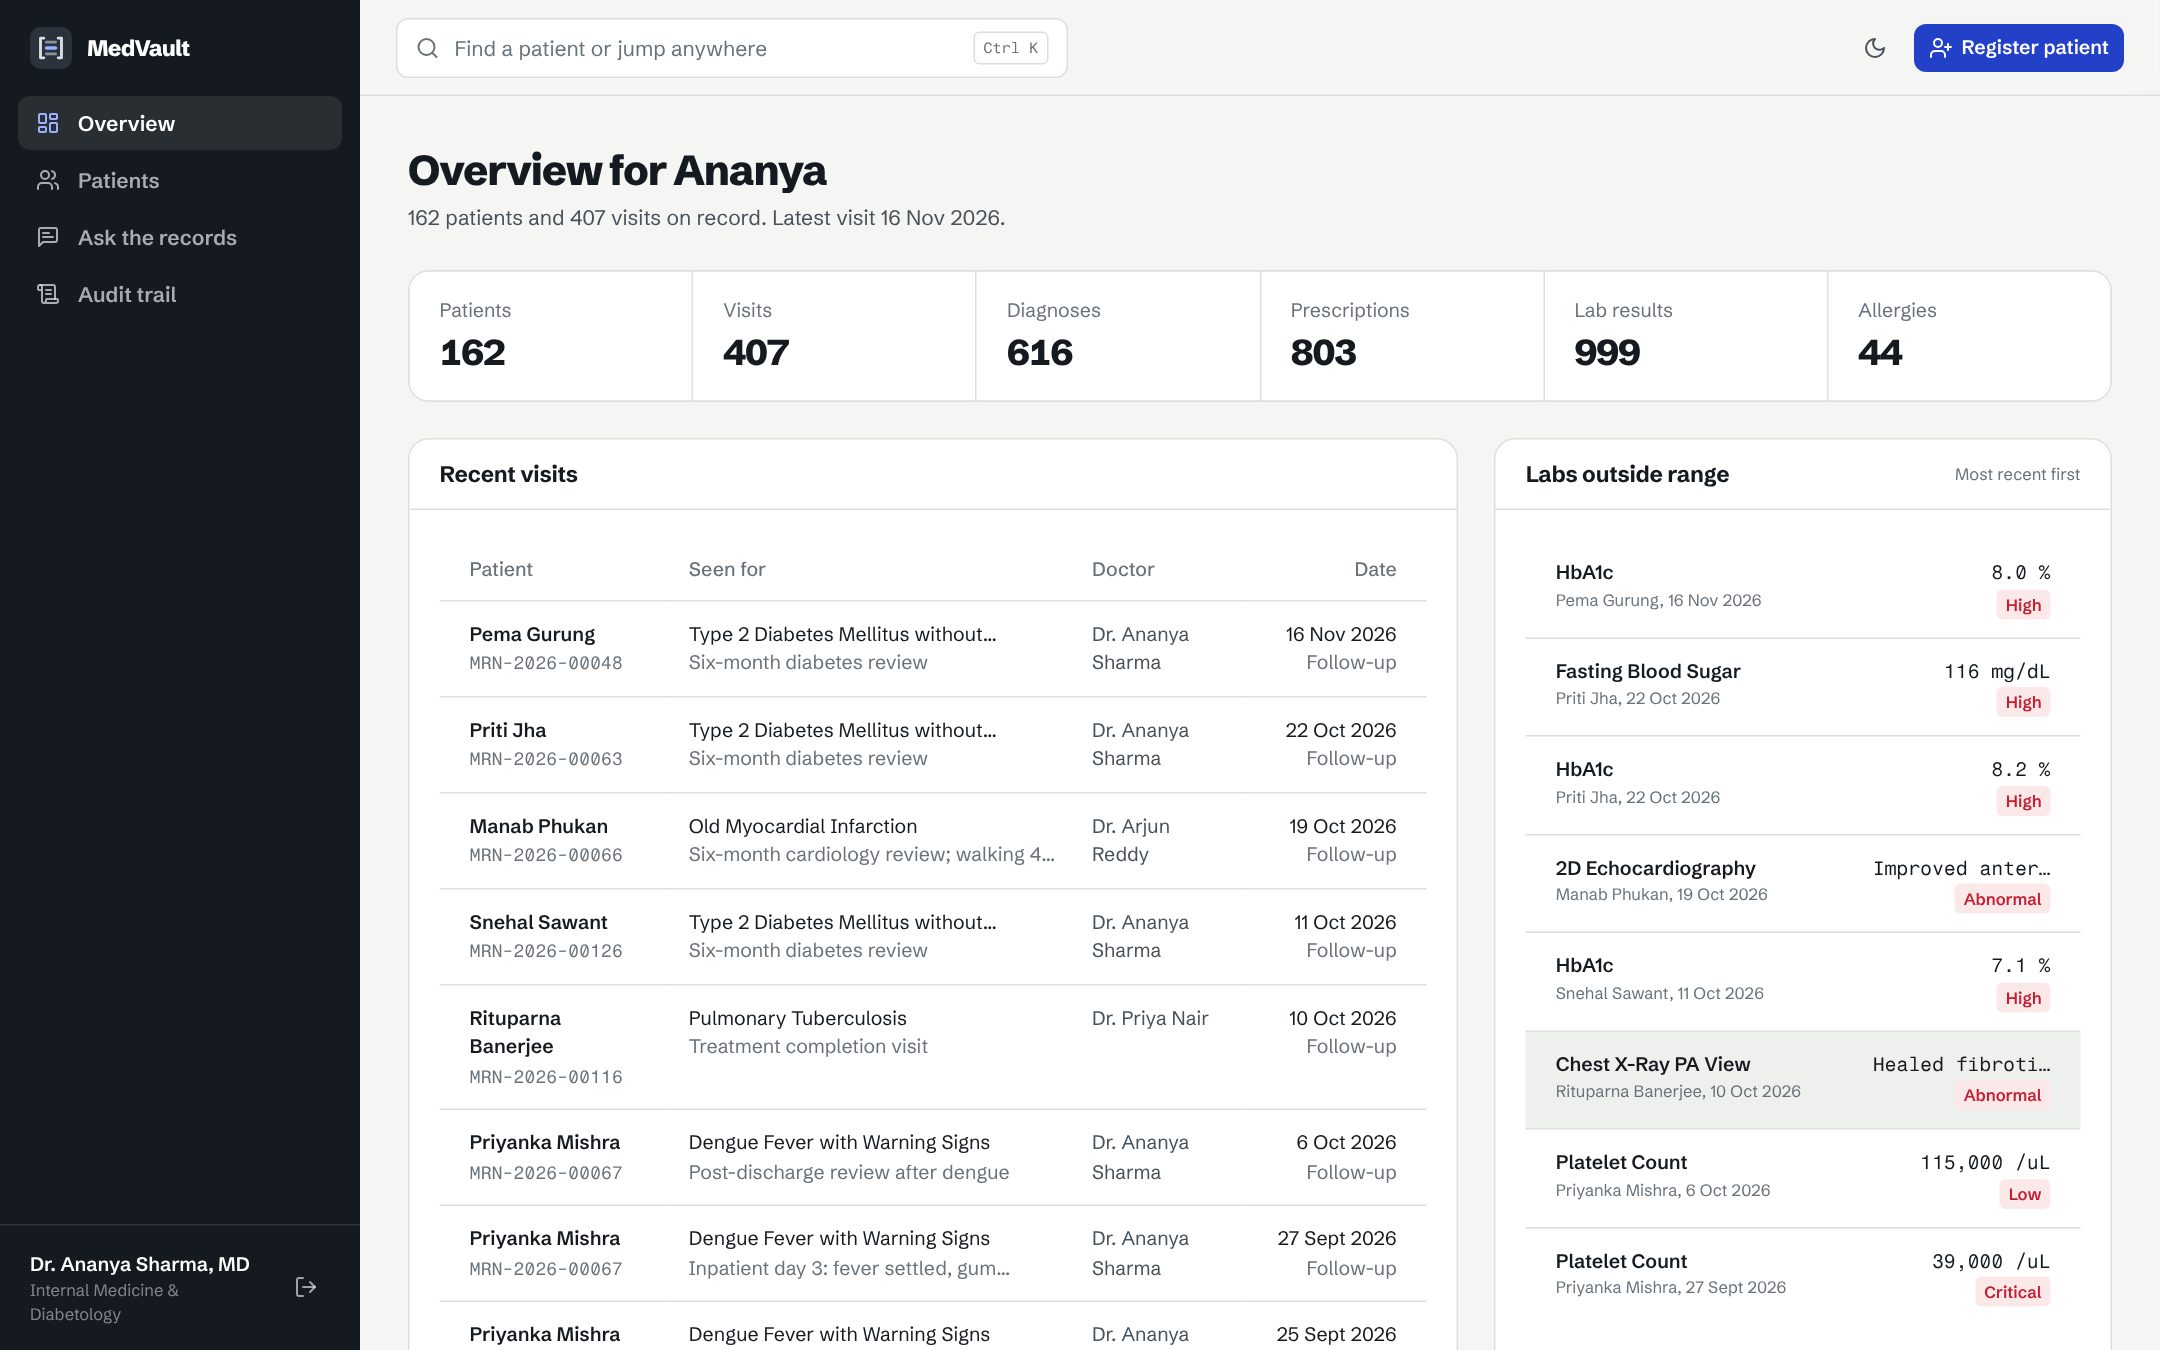 MedVault
Overview
Patients
Ask the records
Audit trail
Dr. Ananya Sharma, MD
Internal Medicine &
Diabetology
Find a patient or jump anywhere
Ctrl K
Register patient
Overview for Ananya
162 patients and 407 visits on record. Latest visit 16 Nov 2026.
Patients
162
Visits
407
Diagnoses
616
Prescriptions
803
Lab results
999
Allergies
44
Recent visits
Patient Seen for Doctor Date
Pema Gurung Type 2 Diabetes Mellitus without... Dr. Ananya 16 Nov 2026
MRN-2026-00048 Six-month diabetes review Sharma Follow-up
Priti Jha Type 2 Diabetes Mellitus without... Dr. Ananya 22 Oct 2026
MRN-2026-00063 Six-month diabetes review Sharma Follow-up
Manab Phukan Old Myocardial Infarction Dr. Arjun 19 Oct 2026
MRN-2026-00066 Six-month cardiology review; walking 4... Reddy Follow-up
Snehal Sawant Type 2 Diabetes Mellitus without... Dr. Ananya 11 Oct 2026
MRN-2026-00126 Six-month diabetes review Sharma Follow-up
Rituparna Pulmonary Tuberculosis Dr. Priya Nair 10 Oct 2026
Banerjee Treatment completion visit Follow-up
MRN-2026-00116
Priyanka Mishra Dengue Fever with Warning Signs Dr. Ananya 6 Oct 2026
MRN-2026-00067 Post-discharge review after dengue Sharma Follow-up
Priyanka Mishra Dengue Fever with Warning Signs Dr. Ananya 27 Sept 2026
MRN-2026-00067 Inpatient day 3: fever settled, gum... Sharma Follow-up
Priyanka Mishra Dengue Fever with Warning Signs Dr. Ananya 25 Sept 2026
Labs outside range Most recent first
HbA1c 8.0 %
Pema Gurung, 16 Nov 2026 High
Fasting Blood Sugar 116 mg/dL
Priti Jha, 22 Oct 2026 High
HbA1c 8.2 %
Priti Jha, 22 Oct 2026 High
2D Echocardiography Improved anter...
Manab Phukan, 19 Oct 2026 Abnormal
HbA1c 7.1 %
Snehal Sawant, 11 Oct 2026 High
Chest X-Ray PA View Healed fibroti...
Rituparna Banerjee, 10 Oct 2026 Abnormal
Platelet Count 115,000 /uL
Priyanka Mishra, 6 Oct 2026 Low
Platelet Count 39,000 /uL
Priyanka Mishra, 27 Sept 2026 Critical